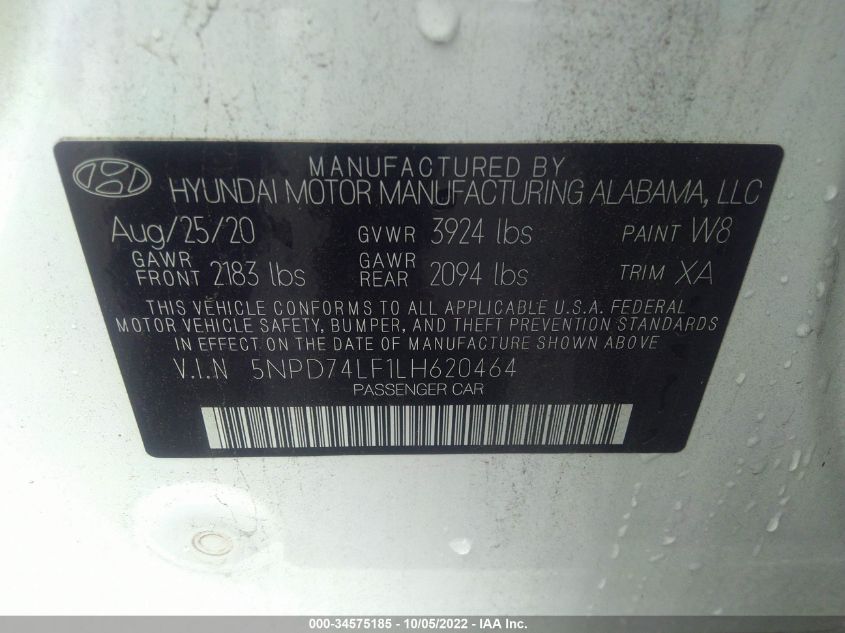 MANUFACTURED BY
HYUNDAI MOTOR MANUFACTURING ALABAMA, LLC
Aug/25/20 GVWR 3924 lbs PAINT W8
GAWR FRONT 2183 lbs GAWR REAR 2094 lbs TRIM XA
THIS VEHICLE CONFORMS TO ALL APPLICABLE U.S.A. FEDERAL
MOTOR VEHICLE SAFETY, BUMPER, AND THEFT PREVENTION STANDARDS
IN EFFECT ON THE DATE OF MANUFACTURE SHOWN ABOVE.
V.I.N 5NPD74LF1LH620464
PASSENGER CAR
000-34575185 - 10/05/2022 - IAA Inc.